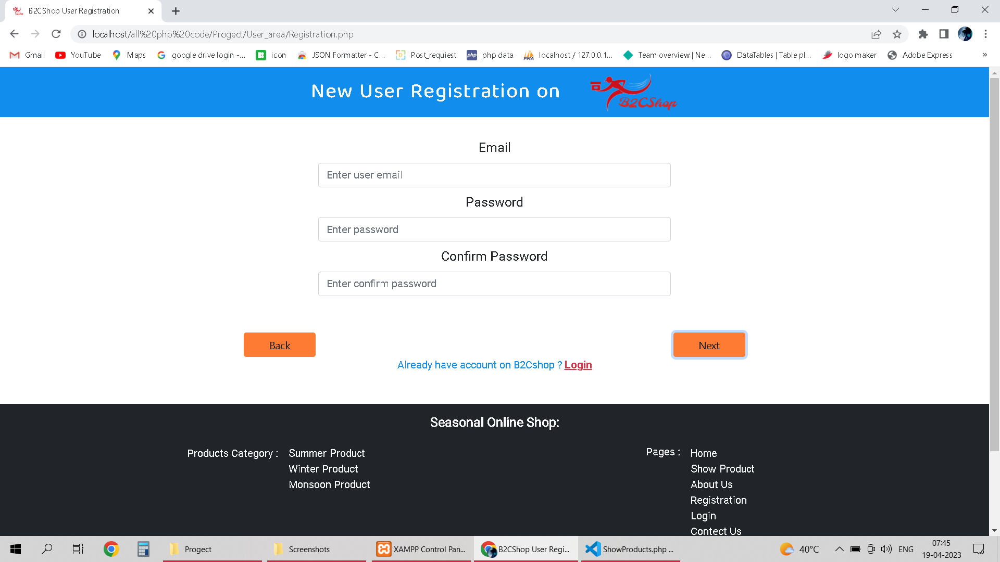 B2CShop User Registration
localhost/all%20php%20code/Progect/User_area/Registration.php
Gmail YouTube Maps google drive login -... icon JSON Formatter - C... Post_requiest php php data PMA localhost / 127.0.0.1... Team overview | Ne... DataTables | Table pl... logo maker Adobe Express »
New User Registration on B2CShop
Email
Enter user email
Password
Enter password
Confirm Password
Enter confirm password
Back Next
Already have account on B2Cshop ? Login
Seasonal Online Shop:
Products Category :
Summer Product
Winter Product
Monsoon Product
Pages :
Home
Show Product
About Us
Registration
Login
Contect Us
Progect Screenshots XAMPP Control Pan... B2CShop User Regi... ShowProducts.php ... 40°C ENG
07:45
19-04-2023